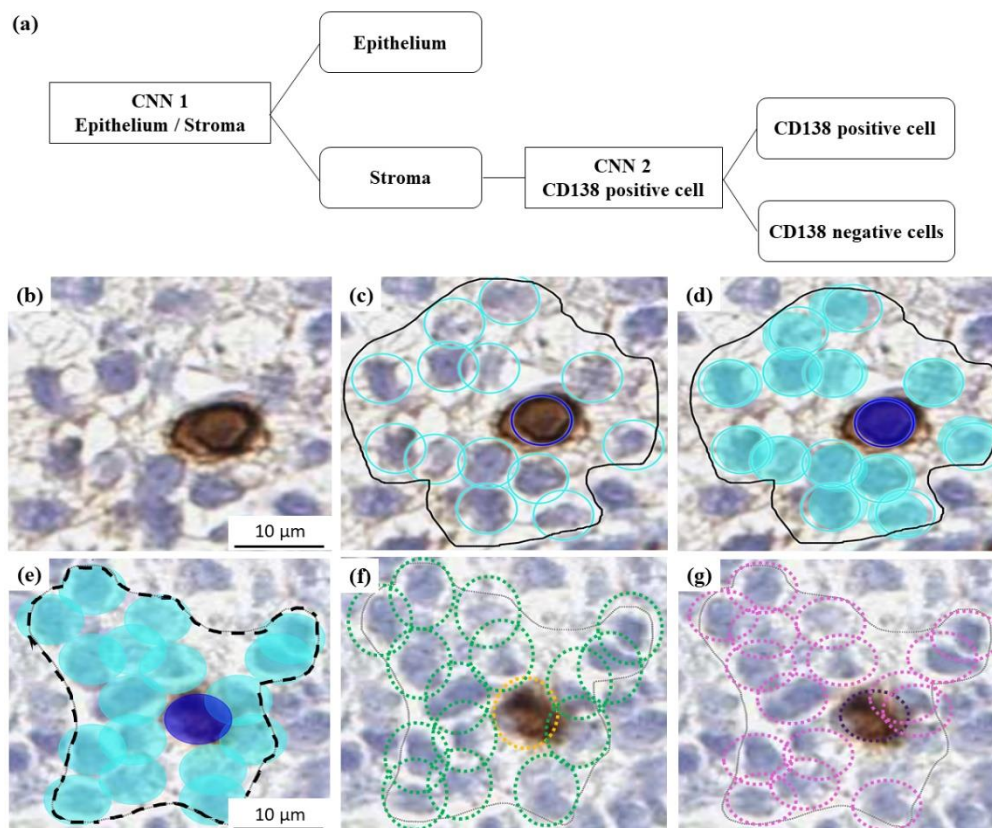 (a)
Epithelium
CNN 1
Epithelium / Stroma
CD138 positive cell
Stroma
CNN 2
CD138 positive cell
CD138 negative cells
(b)
(c)
(d)
10 µm
(e)
(f)
(g)
10 µm